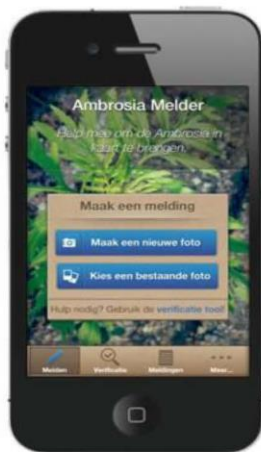 Ambrosia Melder
Help mee om de Ambrosia in
kaart te brengen.
Maak een melding
Maak een nieuwe foto
Kies een bestaande foto
Hulp nodig? Gebruik de verificatie tool!
Melden Verificatie Meldingen Meer...